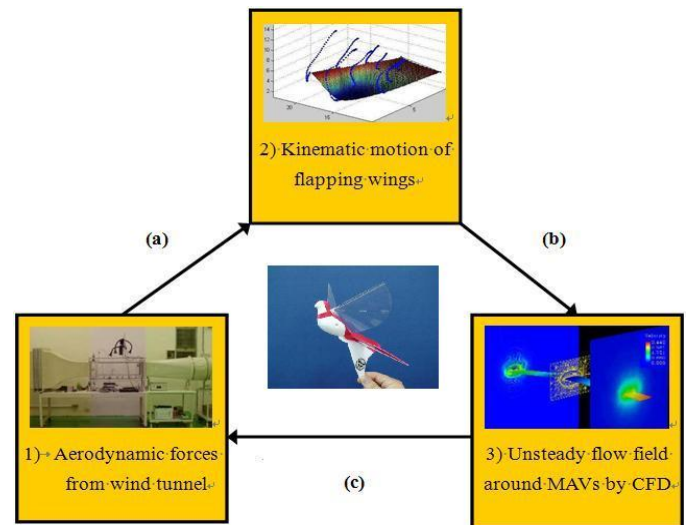 2) Kinematic motion of
flapping wings
(a)
(b)
1) Aerodynamic forces
from wind tunnel
3) Unsteady flow field
around MAVs by CFD
(c)